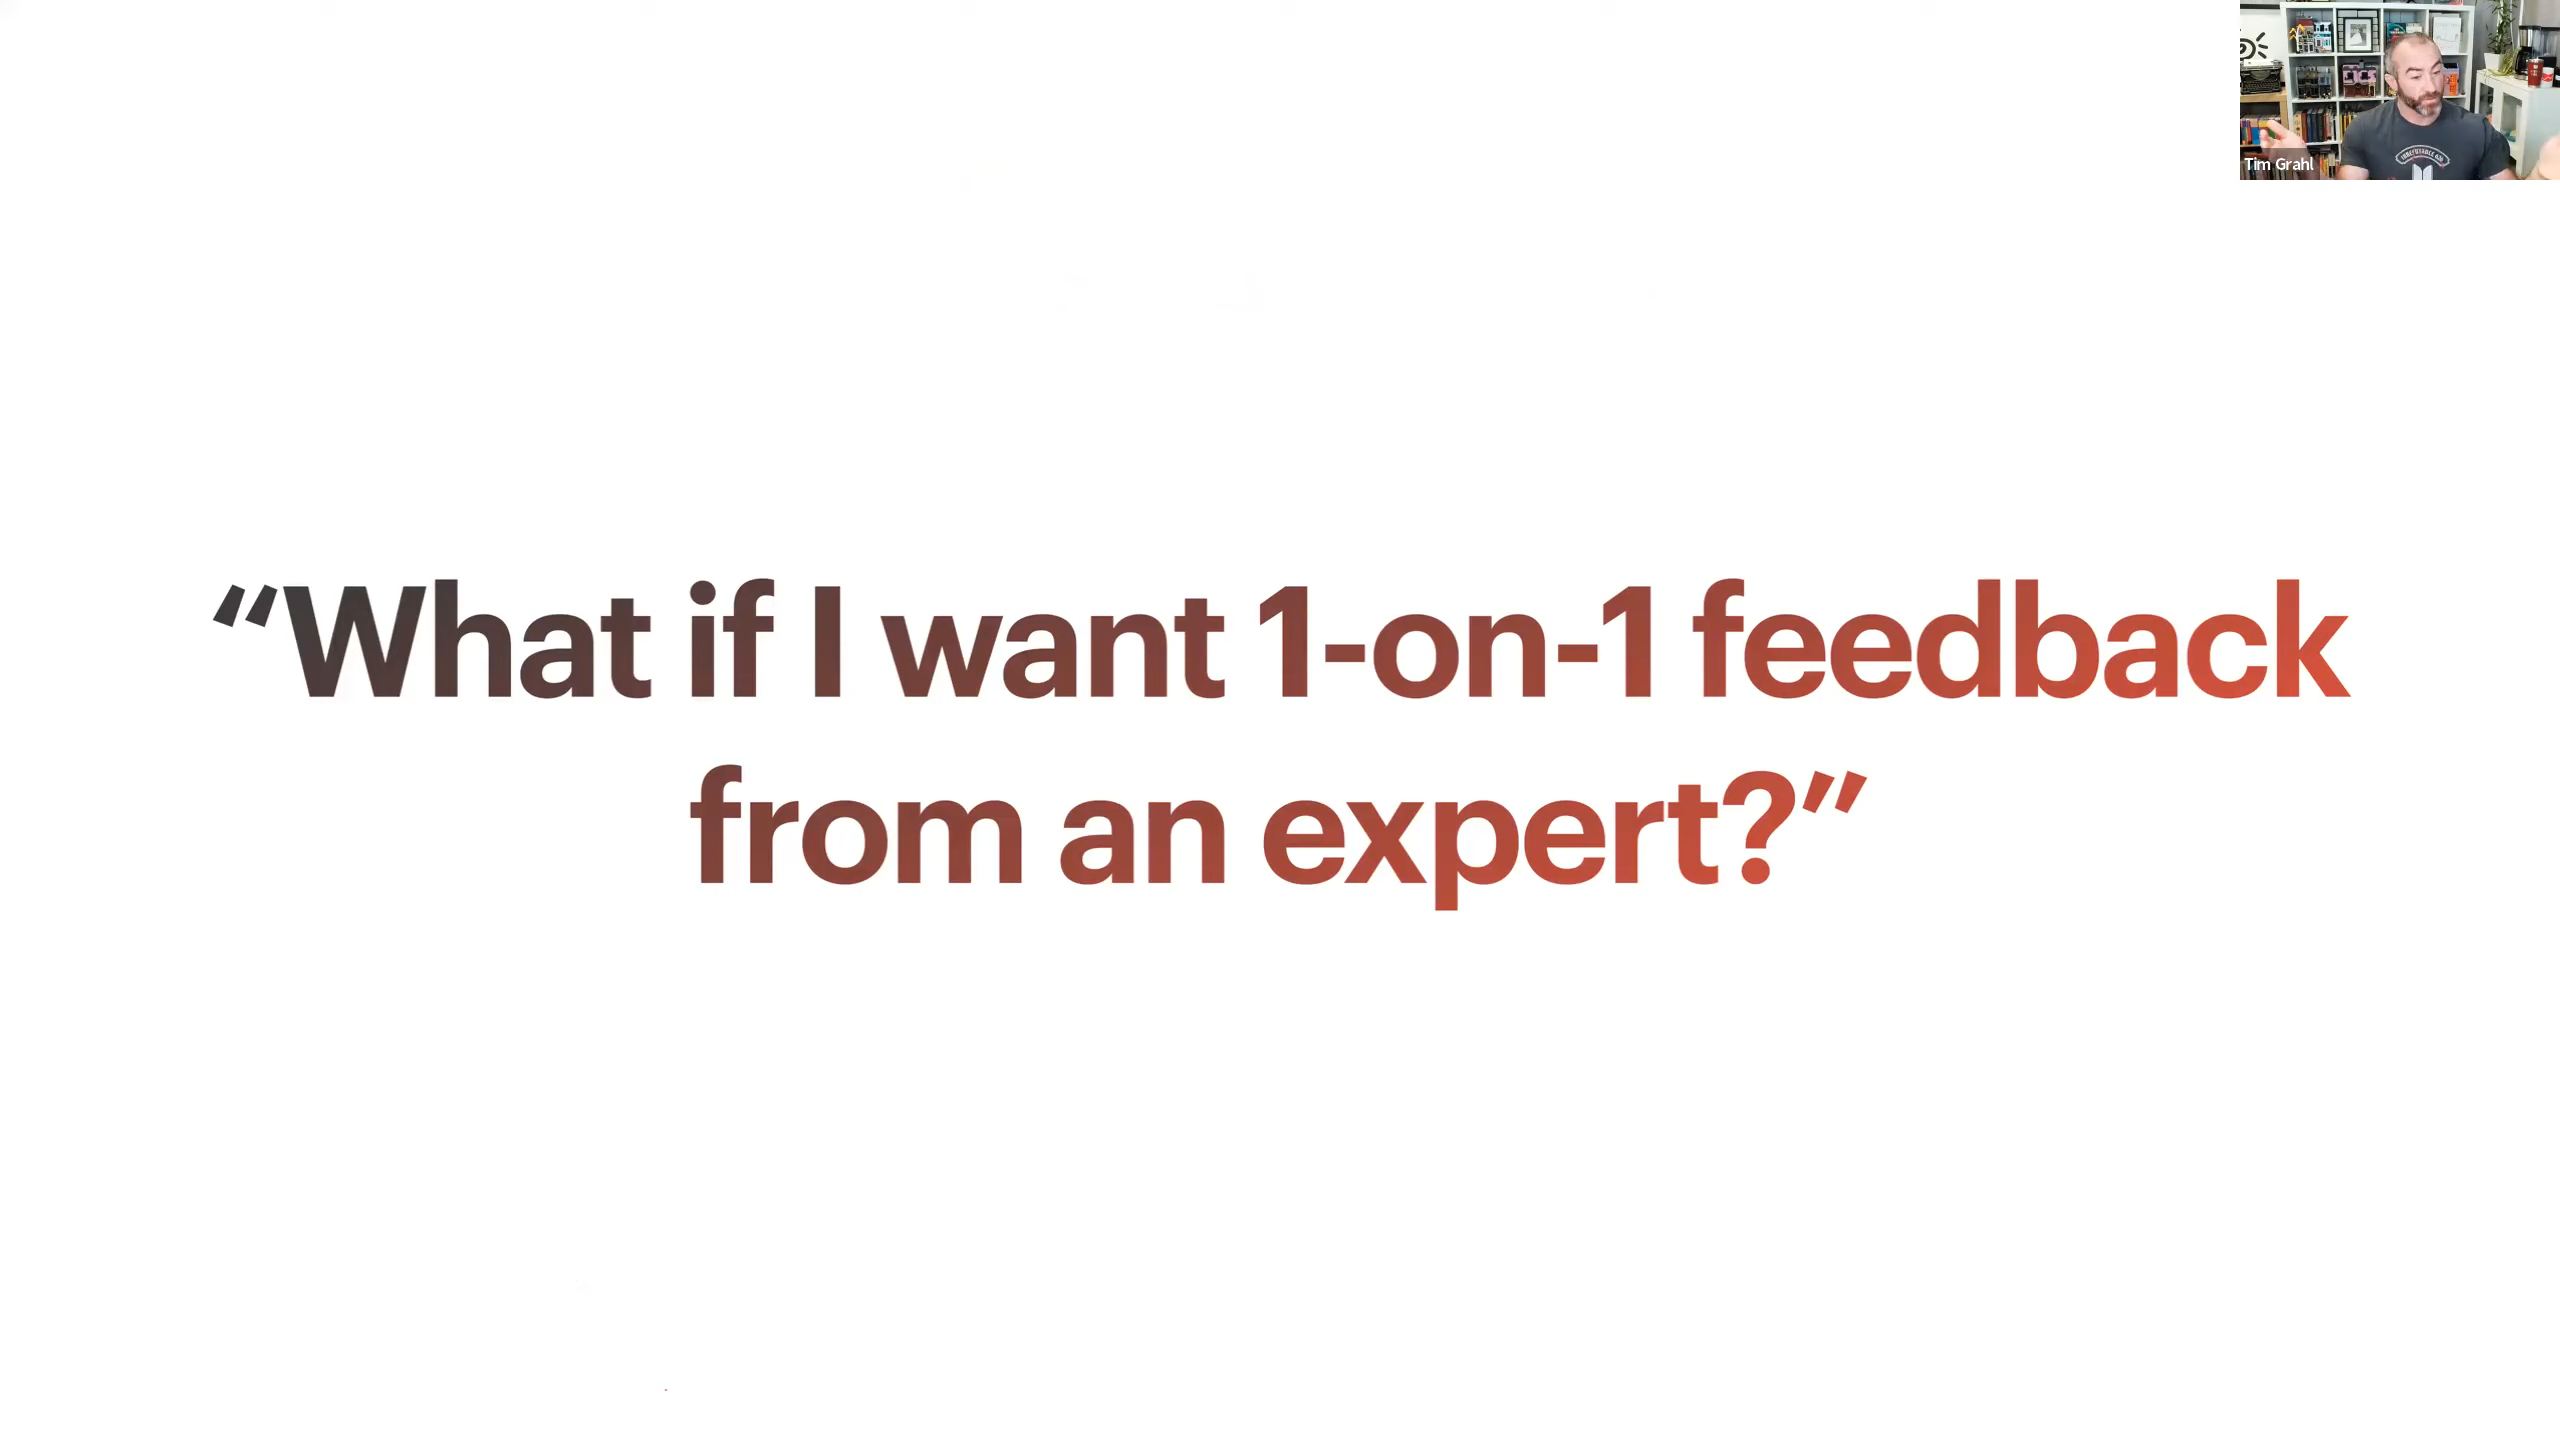 Tim Grahl
“What if I want 1-on-1 feedback
from an expert?”